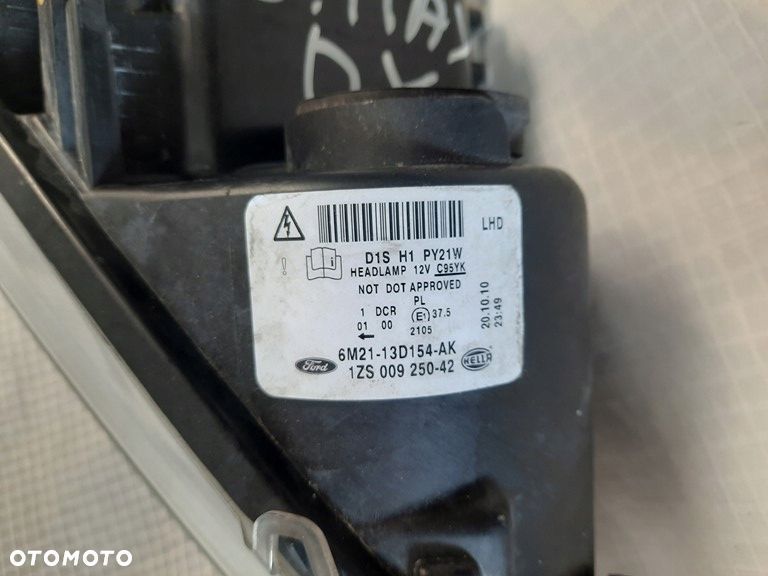 LHD
D1S H1 PY21W
HEADLAMP 12V C95YK
NOT DOT APPROVED
PL
1 DCR E1 37.5
01 00 2105
20.10.10
23:49
6M21-13D154-AK
Ford
1ZS 009 250-42
HELLA
OTOMOTO